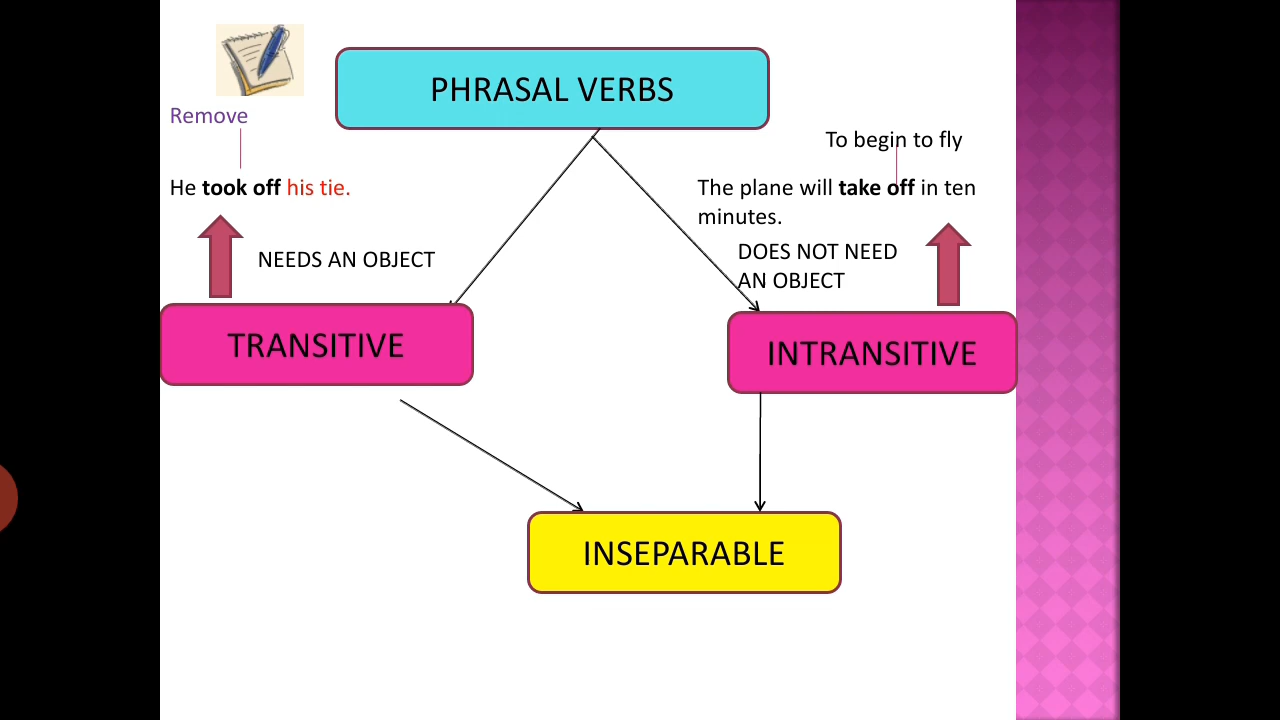 PHRASAL VERBS
Remove
He took off his tie.
NEEDS AN OBJECT
To begin to fly
The plane will take off in ten
minutes.
DOES NOT NEED
AN OBJECT
TRANSITIVE
INTRANSITIVE
INSEPARABLE